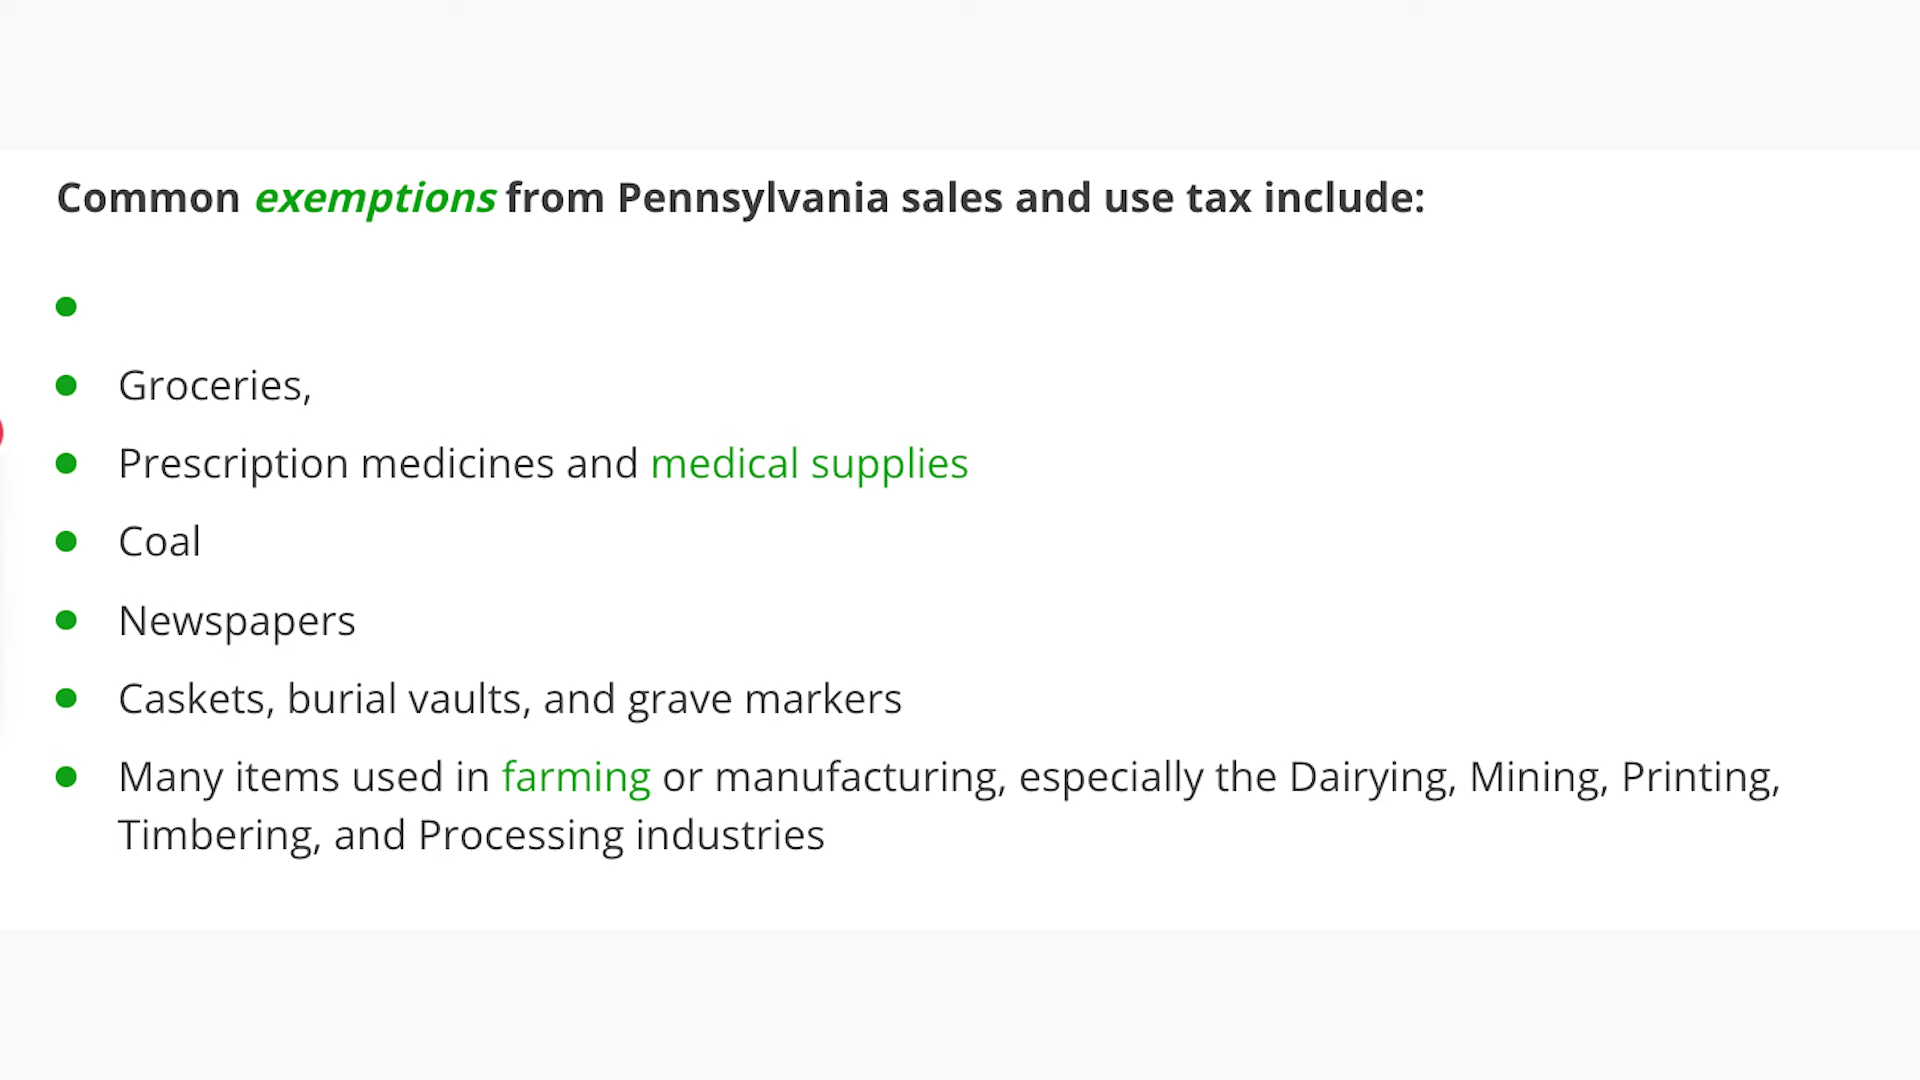 Common exemptions from Pennsylvania sales and use tax include:
Groceries,
Prescription medicines and medical supplies
Coal
Newspapers
Caskets, burial vaults, and grave markers
Many items used in farming or manufacturing, especially the Dairying, Mining, Printing,
Timbering, and Processing industries